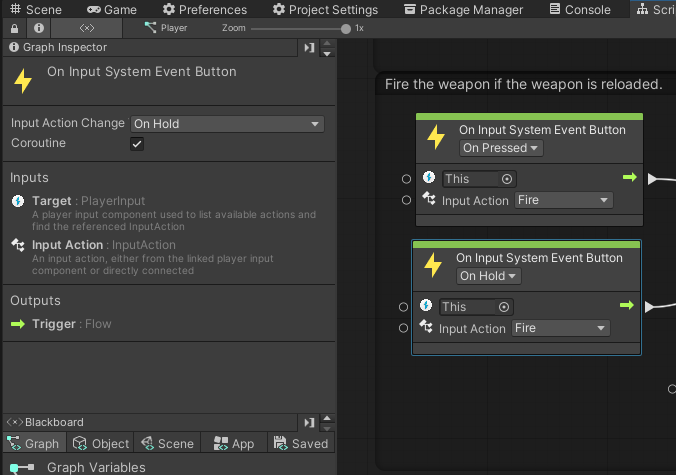 Scene Game Preferences Project Settings Package Manager Console Scri
<×> Player Zoom 1x
Graph Inspector
On Input System Event Button
Input Action Change On Hold
Coroutine
Inputs
Target : PlayerInput
A player input component used to list available actions and
find the referenced InputAction
Input Action : InputAction
An input action, either from the linked player input
component or directly connected
Outputs
Trigger : Flow
<×> Blackboard
Graph Object Scene App Saved
Graph Variables
Fire the weapon if the weapon is reloaded.
On Input System Event Button
On Pressed
This
Input Action Fire
On Input System Event Button
On Hold
This
Input Action Fire